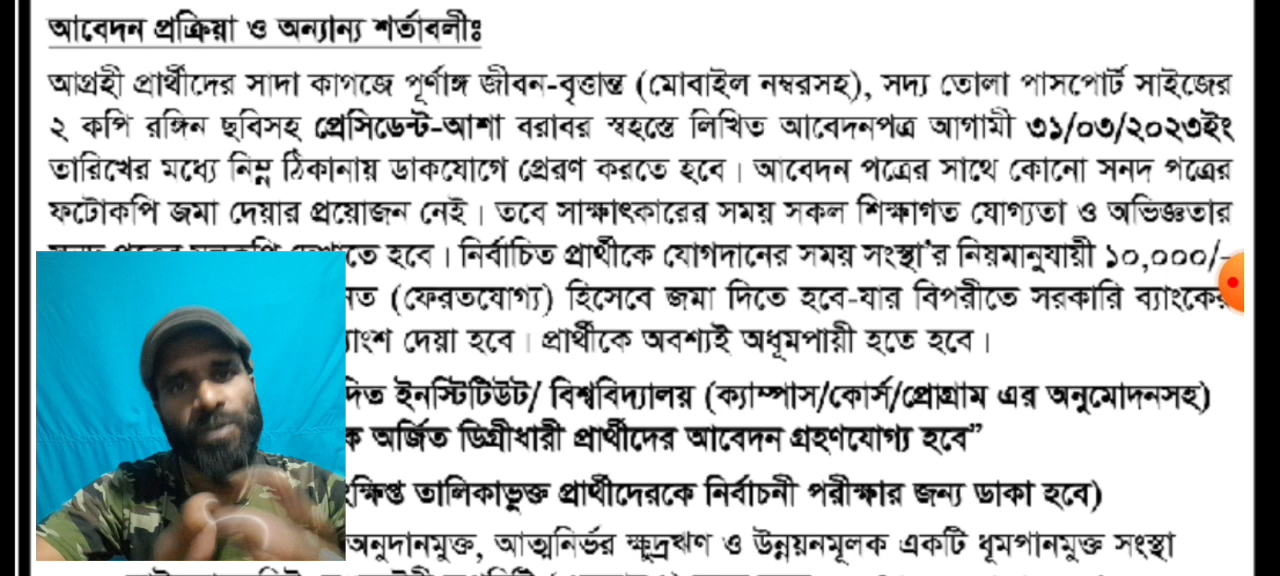 আবেদন প্রক্রিয়া ও অন্যান্য শর্তাবলীঃ
আগ্রহী প্রার্থীদের সাদা কাগজে পূর্ণাঙ্গ জীবন-বৃত্তান্ত (মোবাইল নম্বরসহ), সদ্য তোলা পাসপোর্ট সাইজের
২ কপি রঙ্গিন ছবিসহ প্রেসিডেন্ট-আশা বরাবর স্বহস্তে লিখিত আবেদনপত্র আগামী ৩১/০৩/২০২৩ইং
তারিখের মধ্যে নিম্ন ঠিকানায় ডাকযোগে প্রেরণ করতে হবে। আবেদন পত্রের সাথে কোনো সনদ পত্রের
ফটোকপি জমা দেয়ার প্রয়োজন নেই। তবে সাক্ষাৎকারের সময় সকল শিক্ষাগত যোগ্যতা ও অভিজ্ঞতার
হবে। নির্বাচিত প্রার্থীকে যোগদানের সময় সংস্থা'র নিয়মানুযায়ী ১০,০০০/-
(ফেরতযোগ্য) হিসেবে জমা দিতে হবে-যার বিপরীতে সরকারি ব্যাংকের
দেয়া হবে। প্রার্থীকে অবশ্যই অধূমপায়ী হতে হবে।
ইনস্টিটিউট/ বিশ্ববিদ্যালয় (ক্যাম্পাস/কোর্স/প্রোগ্রাম এর অনুমোদনসহ)
অর্জিত ডিগ্রীধারী প্রার্থীদের আবেদন গ্রহণযোগ্য হবে”
তালিকাভুক্ত প্রার্থীদেরকে নির্বাচনী পরীক্ষার জন্য ডাকা হবে)
অনুদানমুক্ত, আত্মনির্ভর ক্ষুদ্রঋণ ও উন্নয়নমূলক একটি ধূমপানমুক্ত সংস্থা